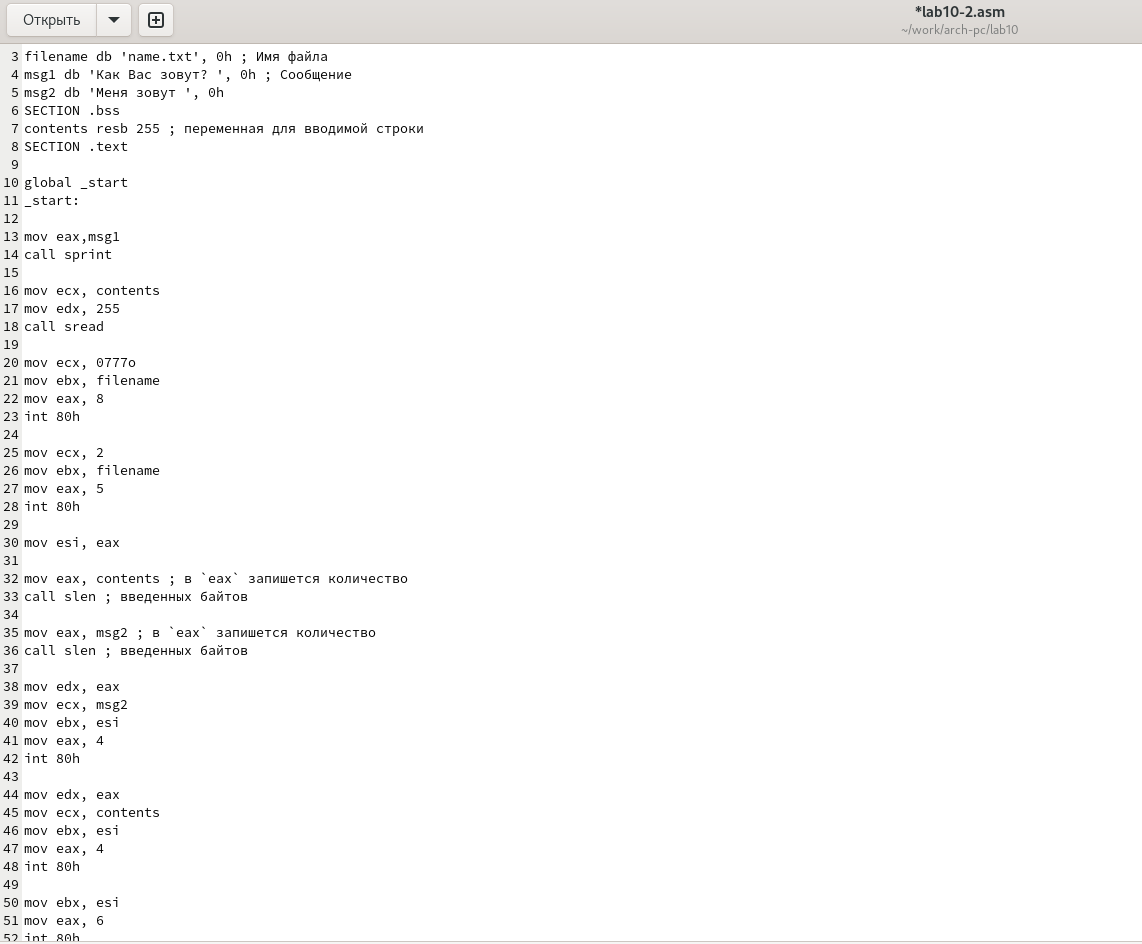 Открыть
*lab10-2.asm
~/work/arch-pc/lab10
3 filename db 'name.txt', 0h ; Имя файла
4 msg1 db 'Как Вас зовут? ', 0h ; Сообщение
5 msg2 db 'Меня зовут ', 0h
6 SECTION .bss
7 contents resb 255 ; переменная для вводимой строки
8 SECTION .text
9
10 global _start
11 _start:
12
13 mov eax,msg1
14 call sprint
15
16 mov ecx, contents
17 mov edx, 255
18 call sread
19
20 mov ecx, 0777o
21 mov ebx, filename
22 mov eax, 8
23 int 80h
24
25 mov ecx, 2
26 mov ebx, filename
27 mov eax, 5
28 int 80h
29
30 mov esi, eax
31
32 mov eax, contents ; в `eax` запишется количество
33 call slen ; введенных байтов
34
35 mov eax, msg2 ; в `eax` запишется количество
36 call slen ; введенных байтов
37
38 mov edx, eax
39 mov ecx, msg2
40 mov ebx, esi
41 mov eax, 4
42 int 80h
43
44 mov edx, eax
45 mov ecx, contents
46 mov ebx, esi
47 mov eax, 4
48 int 80h
49
50 mov ebx, esi
51 mov eax, 6
52 int 80h